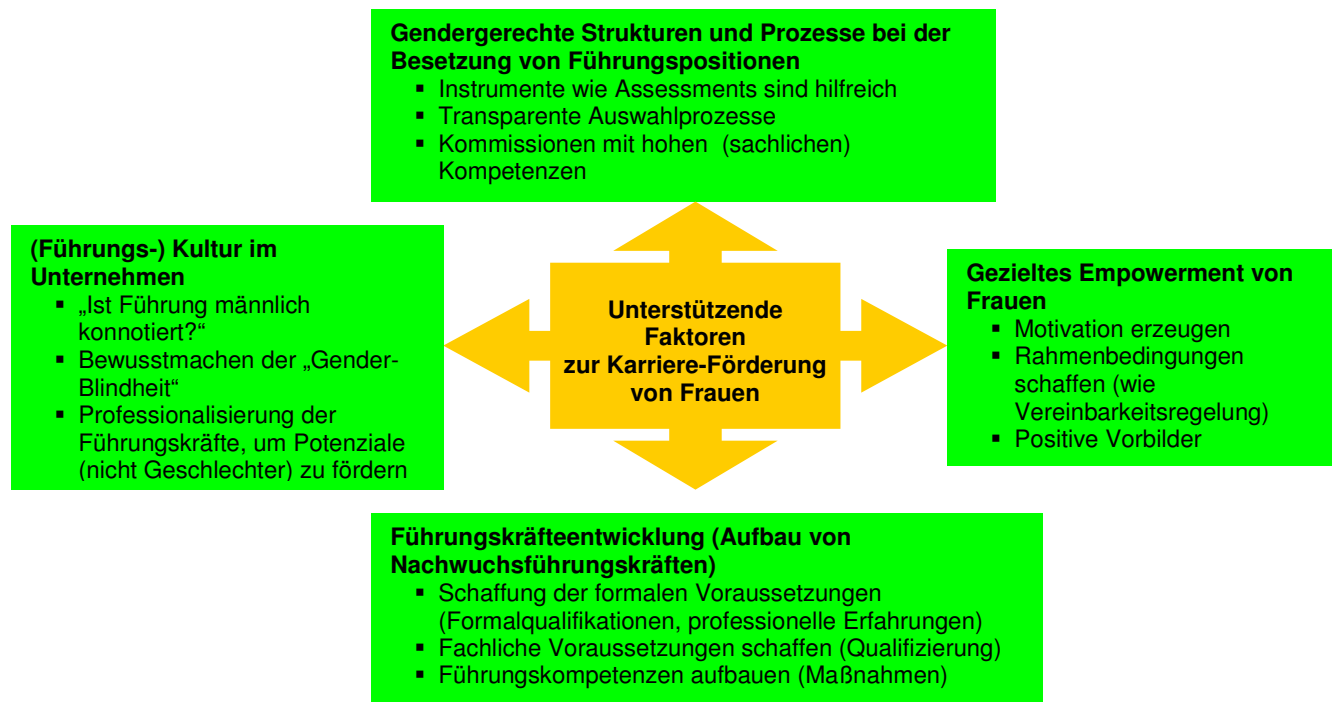 Gendergerechte Strukturen und Prozesse bei der
Besetzung von Führungspositionen
▪ Instrumente wie Assessments sind hilfreich
▪ Transparente Auswahlprozesse
▪ Kommissionen mit hohen (sachlichen)
Kompetenzen
(Führungs-) Kultur im
Unternehmen
▪ „Ist Führung männlich
konnotiert?“
▪ Bewusstmachen der „Gender-
Blindheit“
▪ Professionalisierung der
Führungskräfte, um Potenziale
(nicht Geschlechter) zu fördern
Unterstützende
Faktoren
zur Karriere-Förderung
von Frauen
Gezieltes Empowerment von
Frauen
▪ Motivation erzeugen
▪ Rahmenbedingungen
schaffen (wie
Vereinbarkeitsregelung)
▪ Positive Vorbilder
Führungskräfteentwicklung (Aufbau von
Nachwuchsführungskräften)
▪ Schaffung der formalen Voraussetzungen
(Formalqualifikationen, professionelle Erfahrungen)
▪ Fachliche Voraussetzungen schaffen (Qualifizierung)
▪ Führungskompetenzen aufbauen (Maßnahmen)